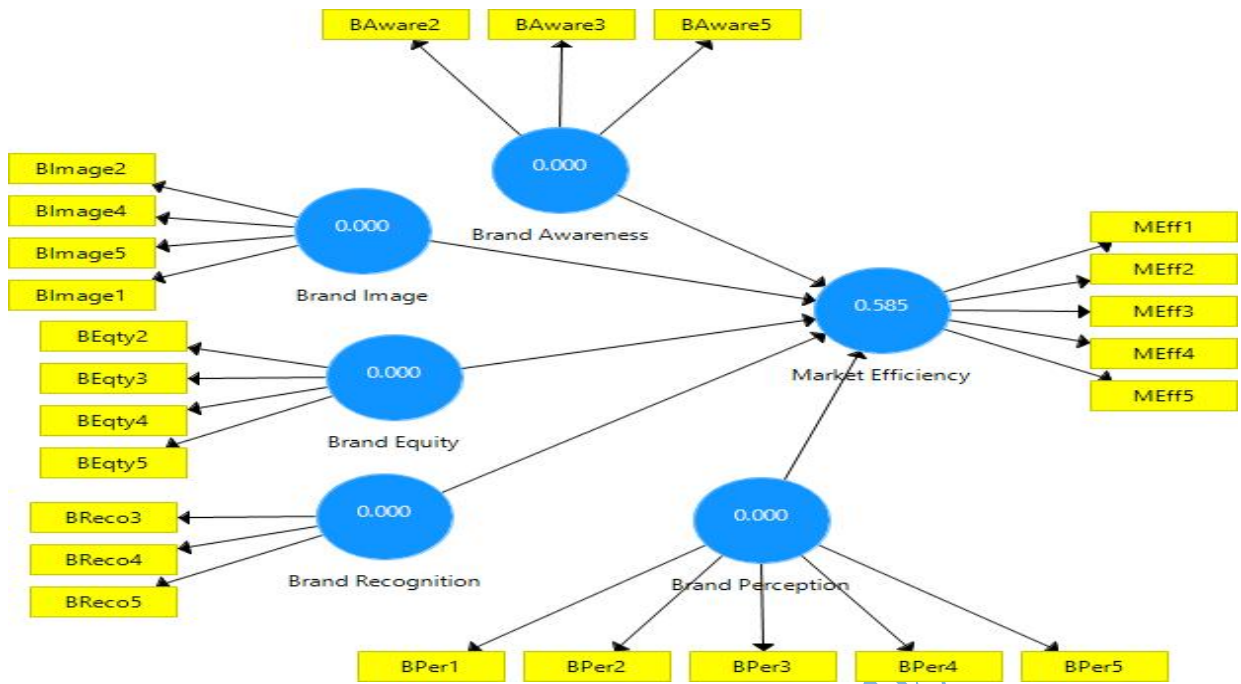 BAware2
BAware3
BAware5
0.000
Brand Awareness
BImage2
BImage4
BImage5
BImage1
0.000
Brand Image
BEqty2
BEqty3
BEqty4
BEqty5
0.000
Brand Equity
BReco3
BReco4
BReco5
0.000
Brand Recognition
0.585
Market Efficiency
MEff1
MEff2
MEff3
MEff4
MEff5
0.000
Brand Perception
BPer1
BPer2
BPer3
BPer4
BPer5